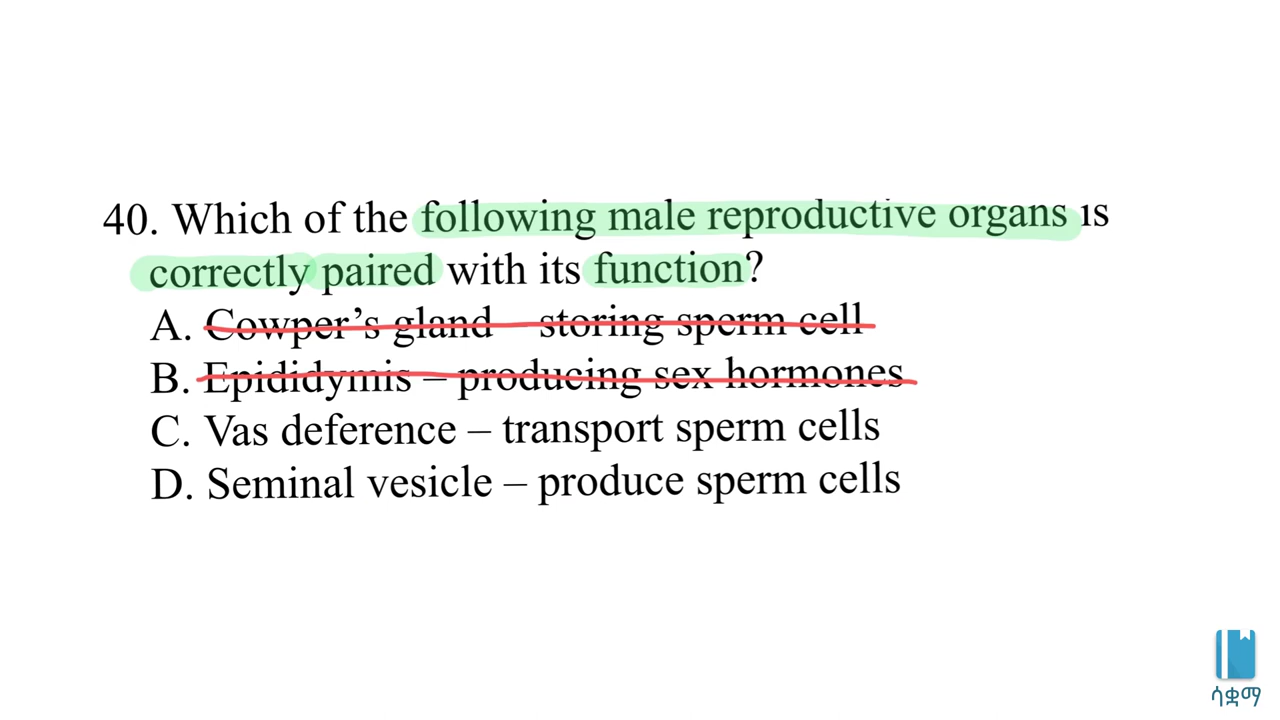 40. Which of the following male reproductive organs is
correctly paired with its function?
A. Cowper's gland – storing sperm cell
B. Epididymis – producing sex hormones
C. Vas deference – transport sperm cells
D. Seminal vesicle – produce sperm cells
ሳቋማ